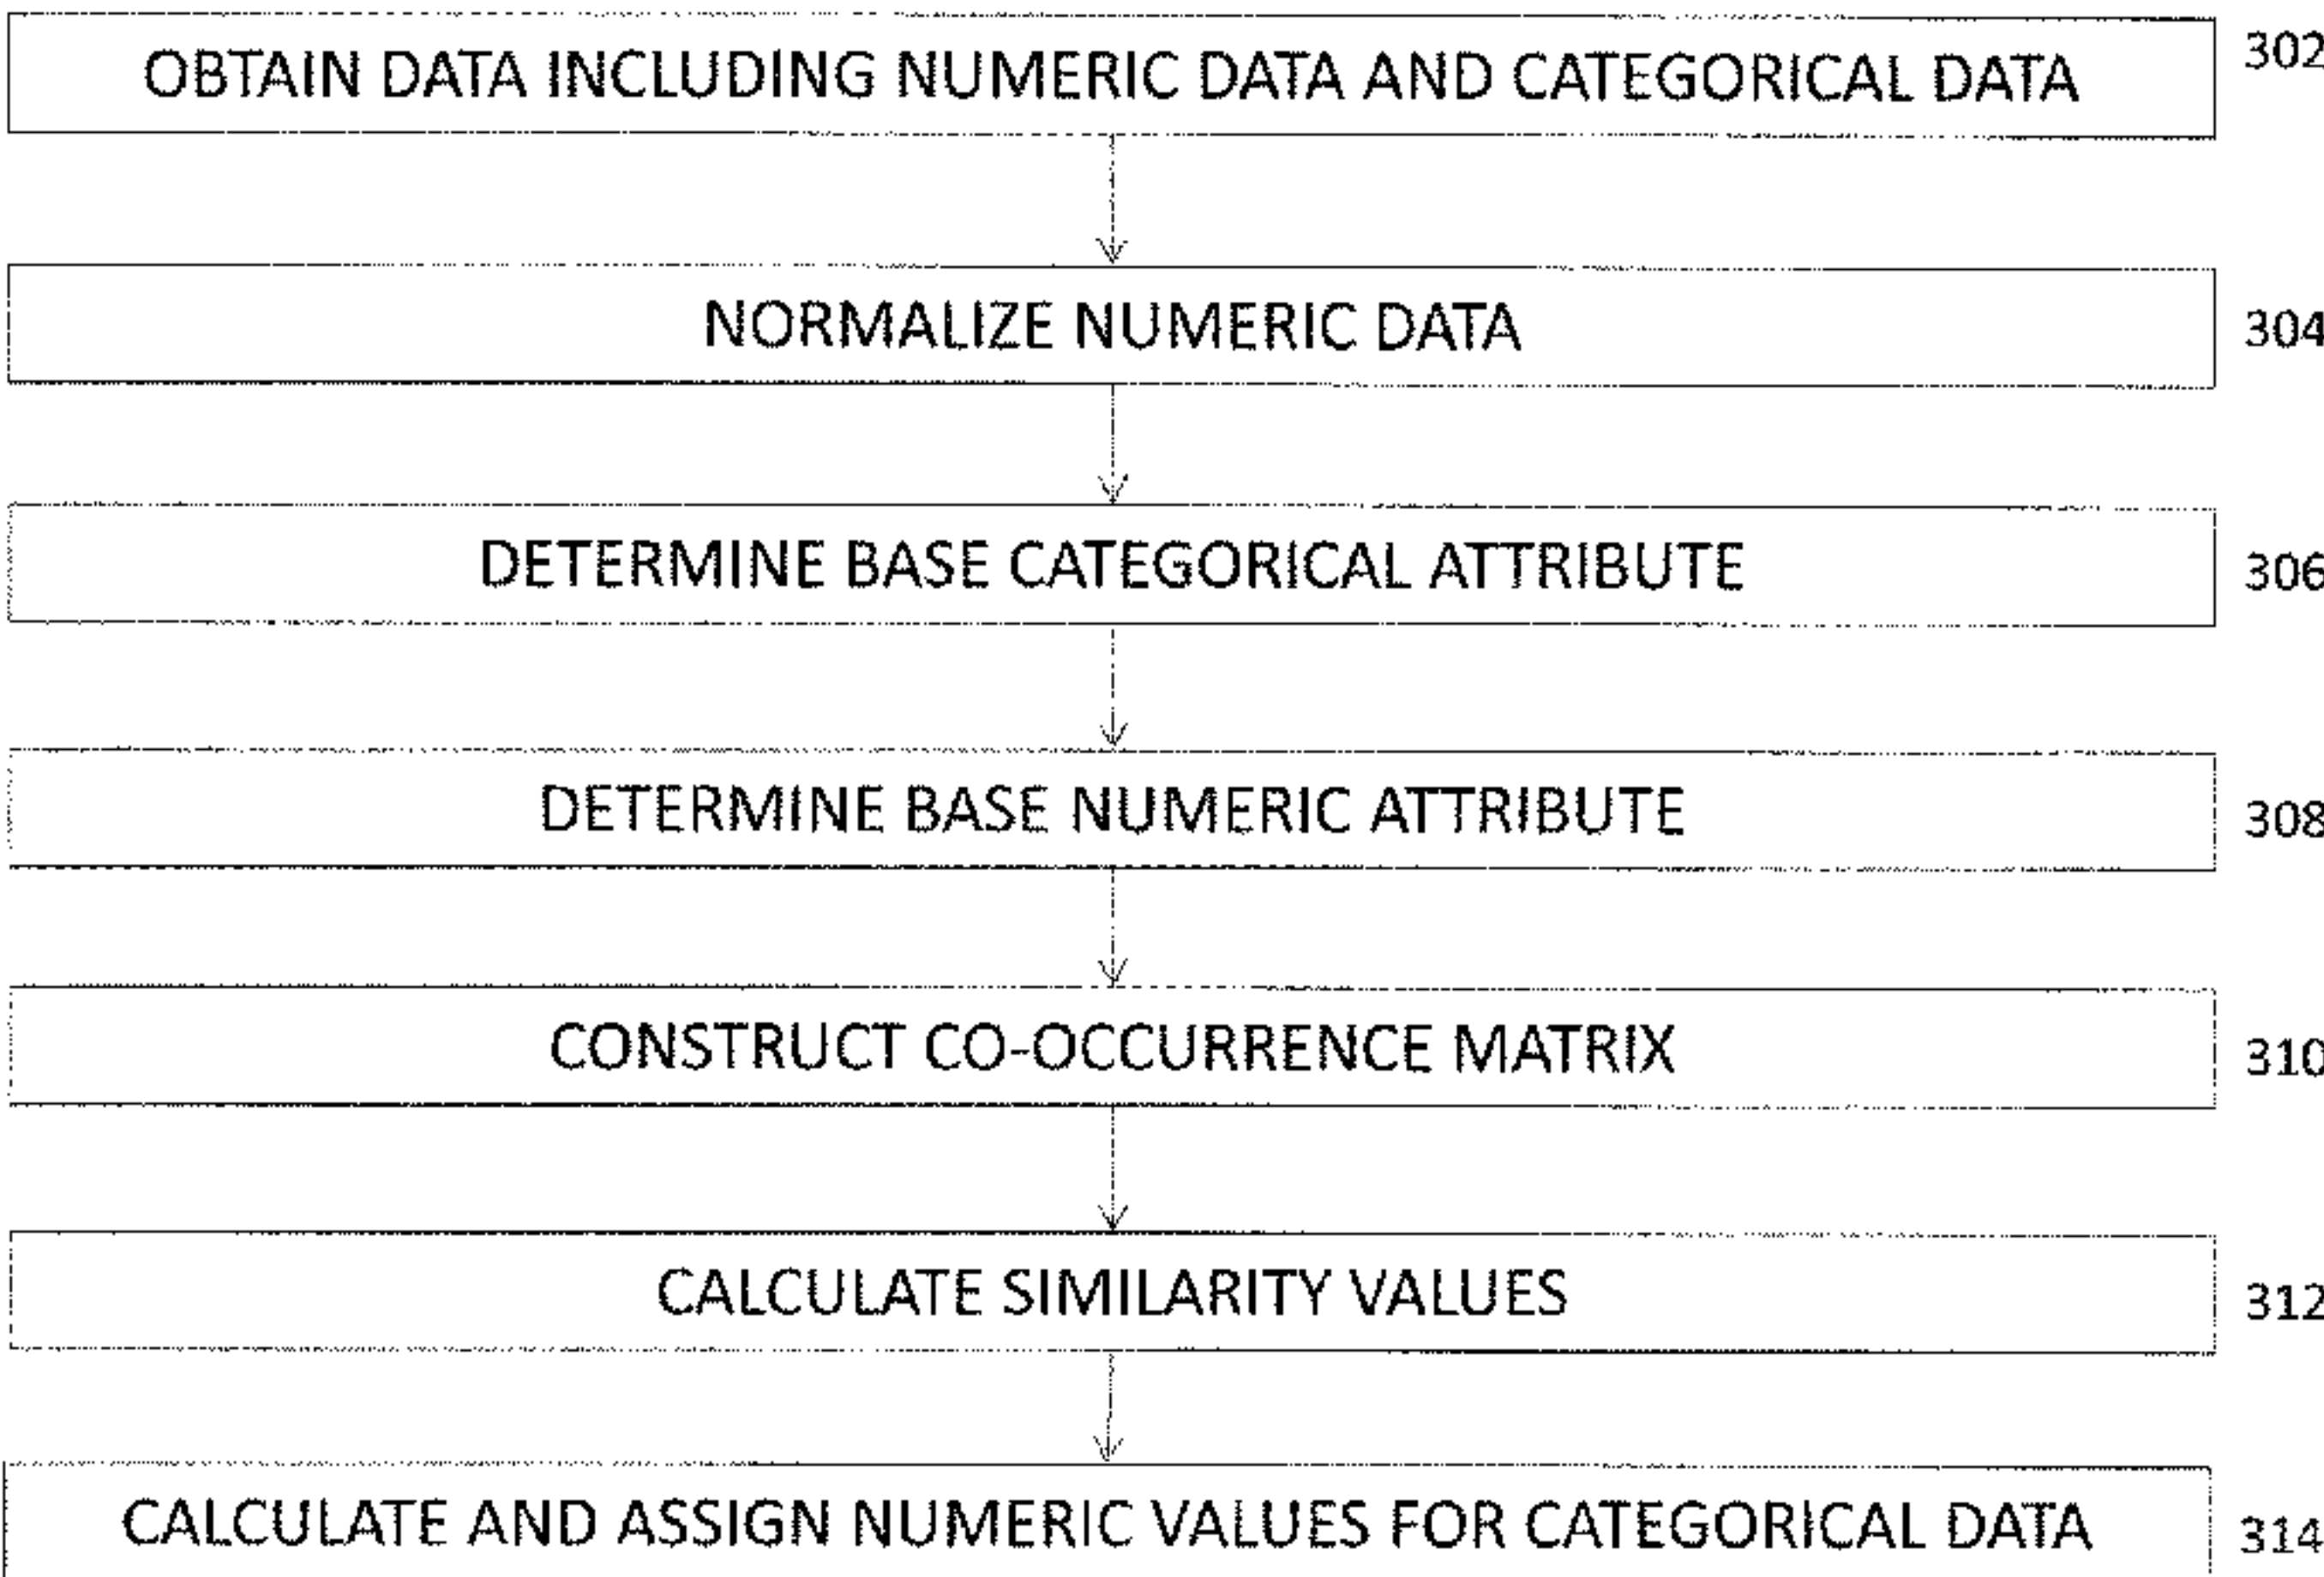 OBTAIN DATA INCLUDING NUMERIC DATA AND CATEGORICAL DATA 302
NORMALIZE NUMERIC DATA 304
DETERMINE BASE CATEGORICAL ATTRIBUTE 306
DETERMINE BASE NUMERIC ATTRIBUTE 308
CONSTRUCT CO-OCCURRENCE MATRIX 310
CALCULATE SIMILARITY VALUES 312
CALCULATE AND ASSIGN NUMERIC VALUES FOR CATEGORICAL DATA 314